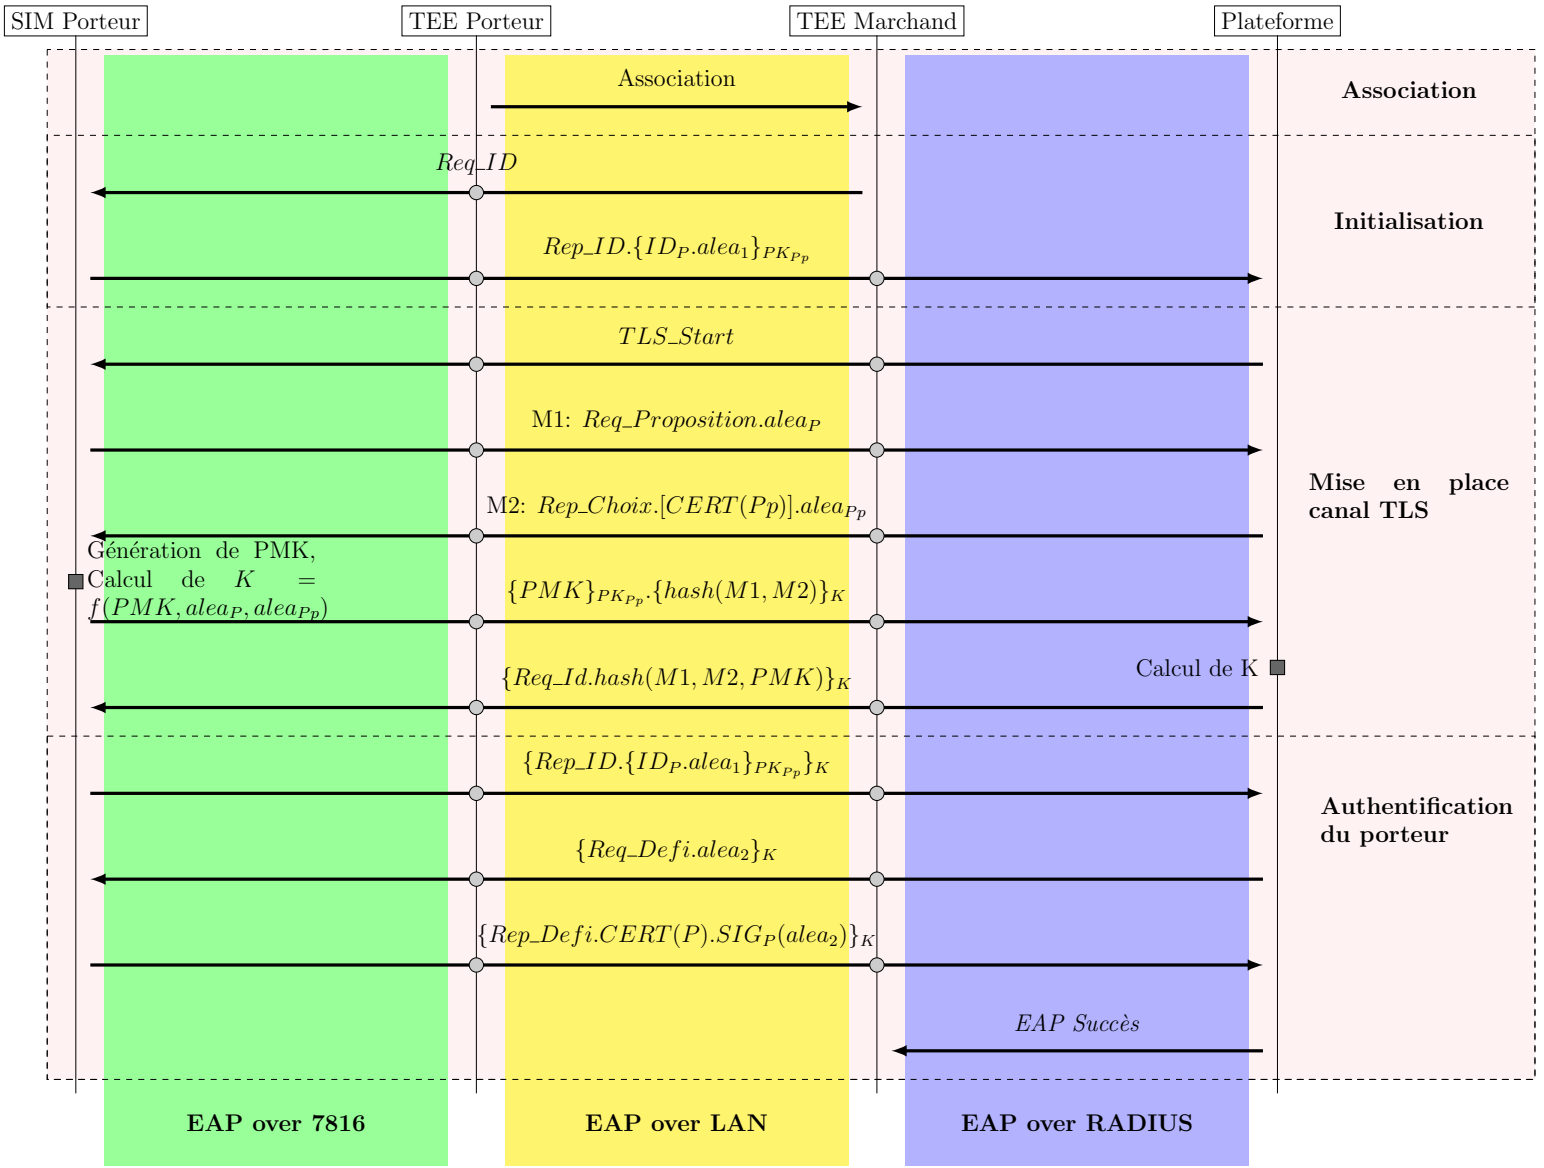 SIM Porteur
TEE Porteur
TEE Marchand
Plateforme
Association
Association
Req_ID
Initialisation
Rep_ID.{ID_P.alea_1}_{PK_{Pp}}
TLS_Start
M1: Req_Proposition.alea_P
Mise en place
canal TLS
M2: Rep_Choix.[CERT(Pp)].alea_{Pp}
Génération de PMK,
Calcul de K =
f(PMK, alea_P, alea_{Pp})
{PMK}_{PK_{Pp}}.{hash(M1, M2)}_K
Calcul de K
{Req_Id.hash(M1, M2, PMK)}_K
{Rep_ID.{ID_P.alea_1}_{PK_{Pp}}}_K
Authentification
du porteur
{Req_Defi.alea_2}_K
{Rep_Defi.CERT(P).SIG_P(alea_2)}_K
EAP Succès
EAP over 7816
EAP over LAN
EAP over RADIUS